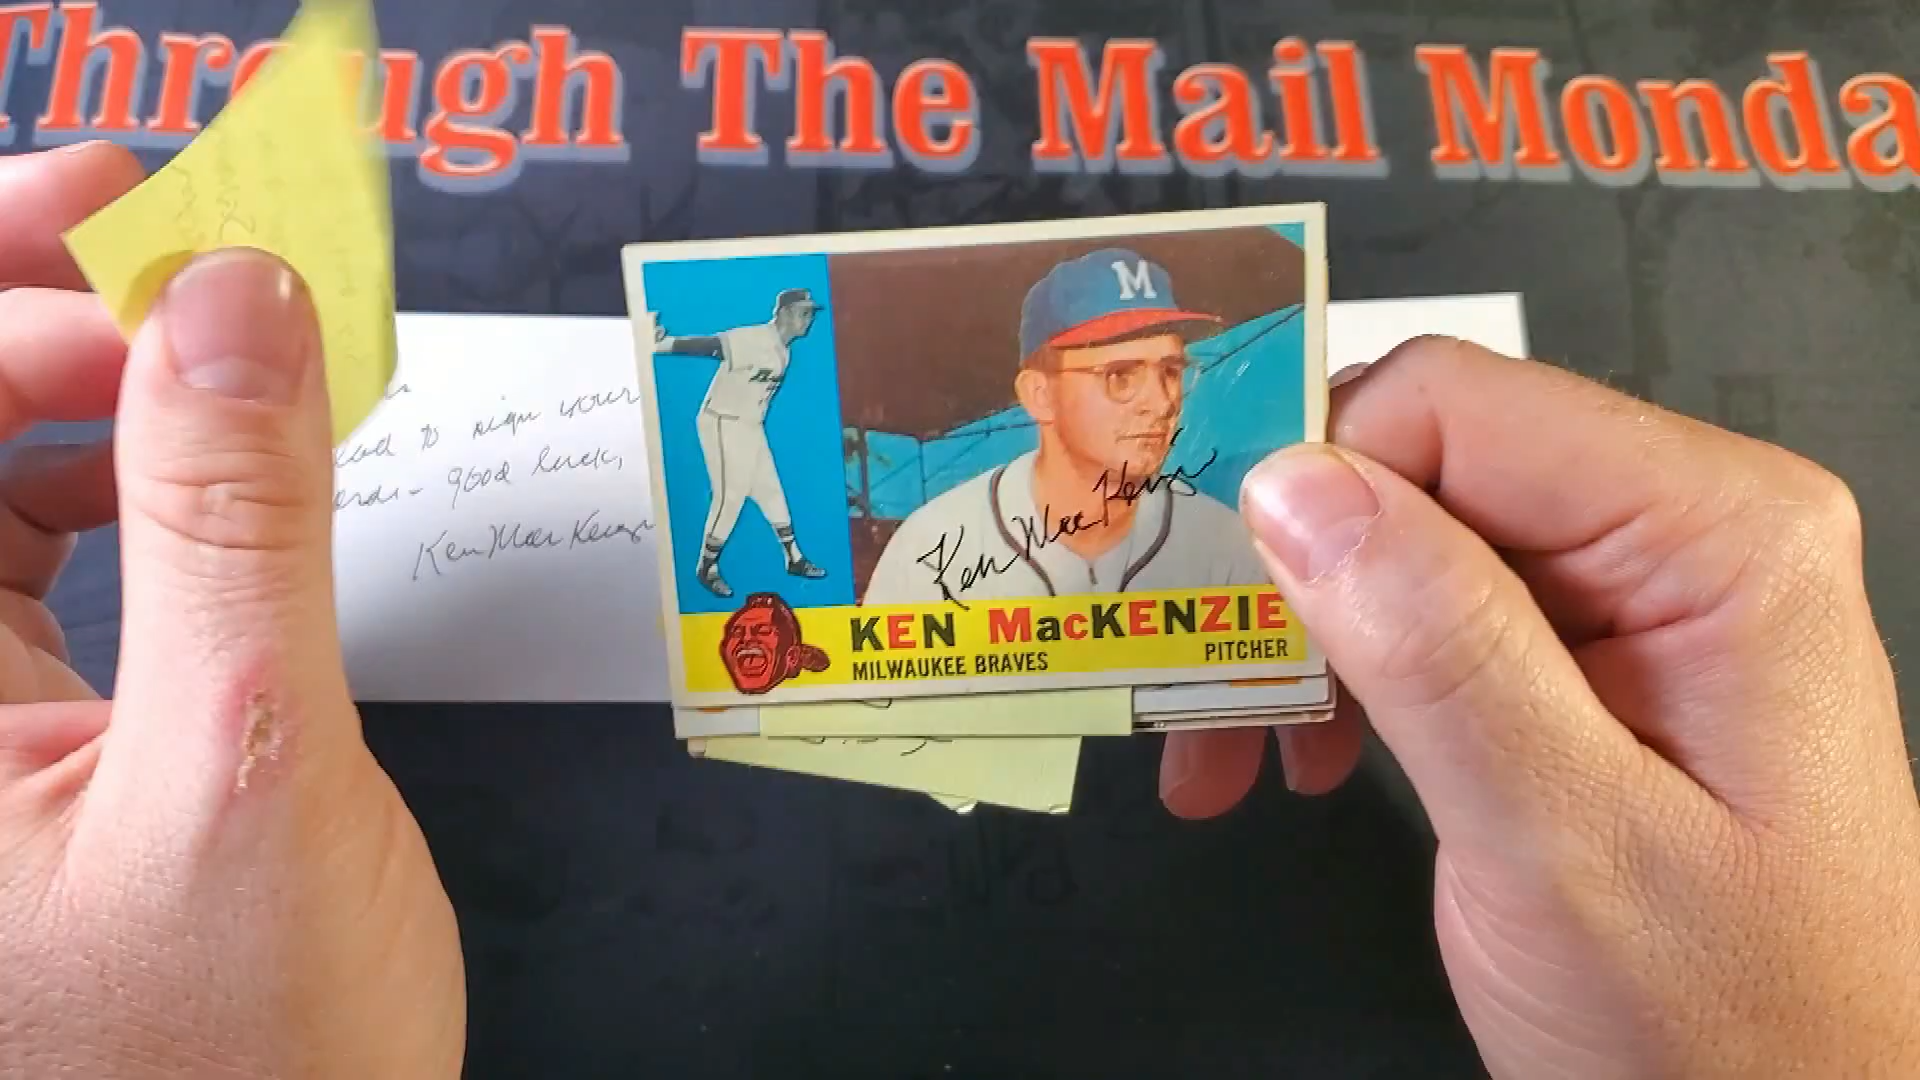 Through The Mail Monda
to sign your
good luck,
Ken MacKenzie
M
Ken MacKenzie
KEN MacKENZIE
MILWAUKEE BRAVES
PITCHER